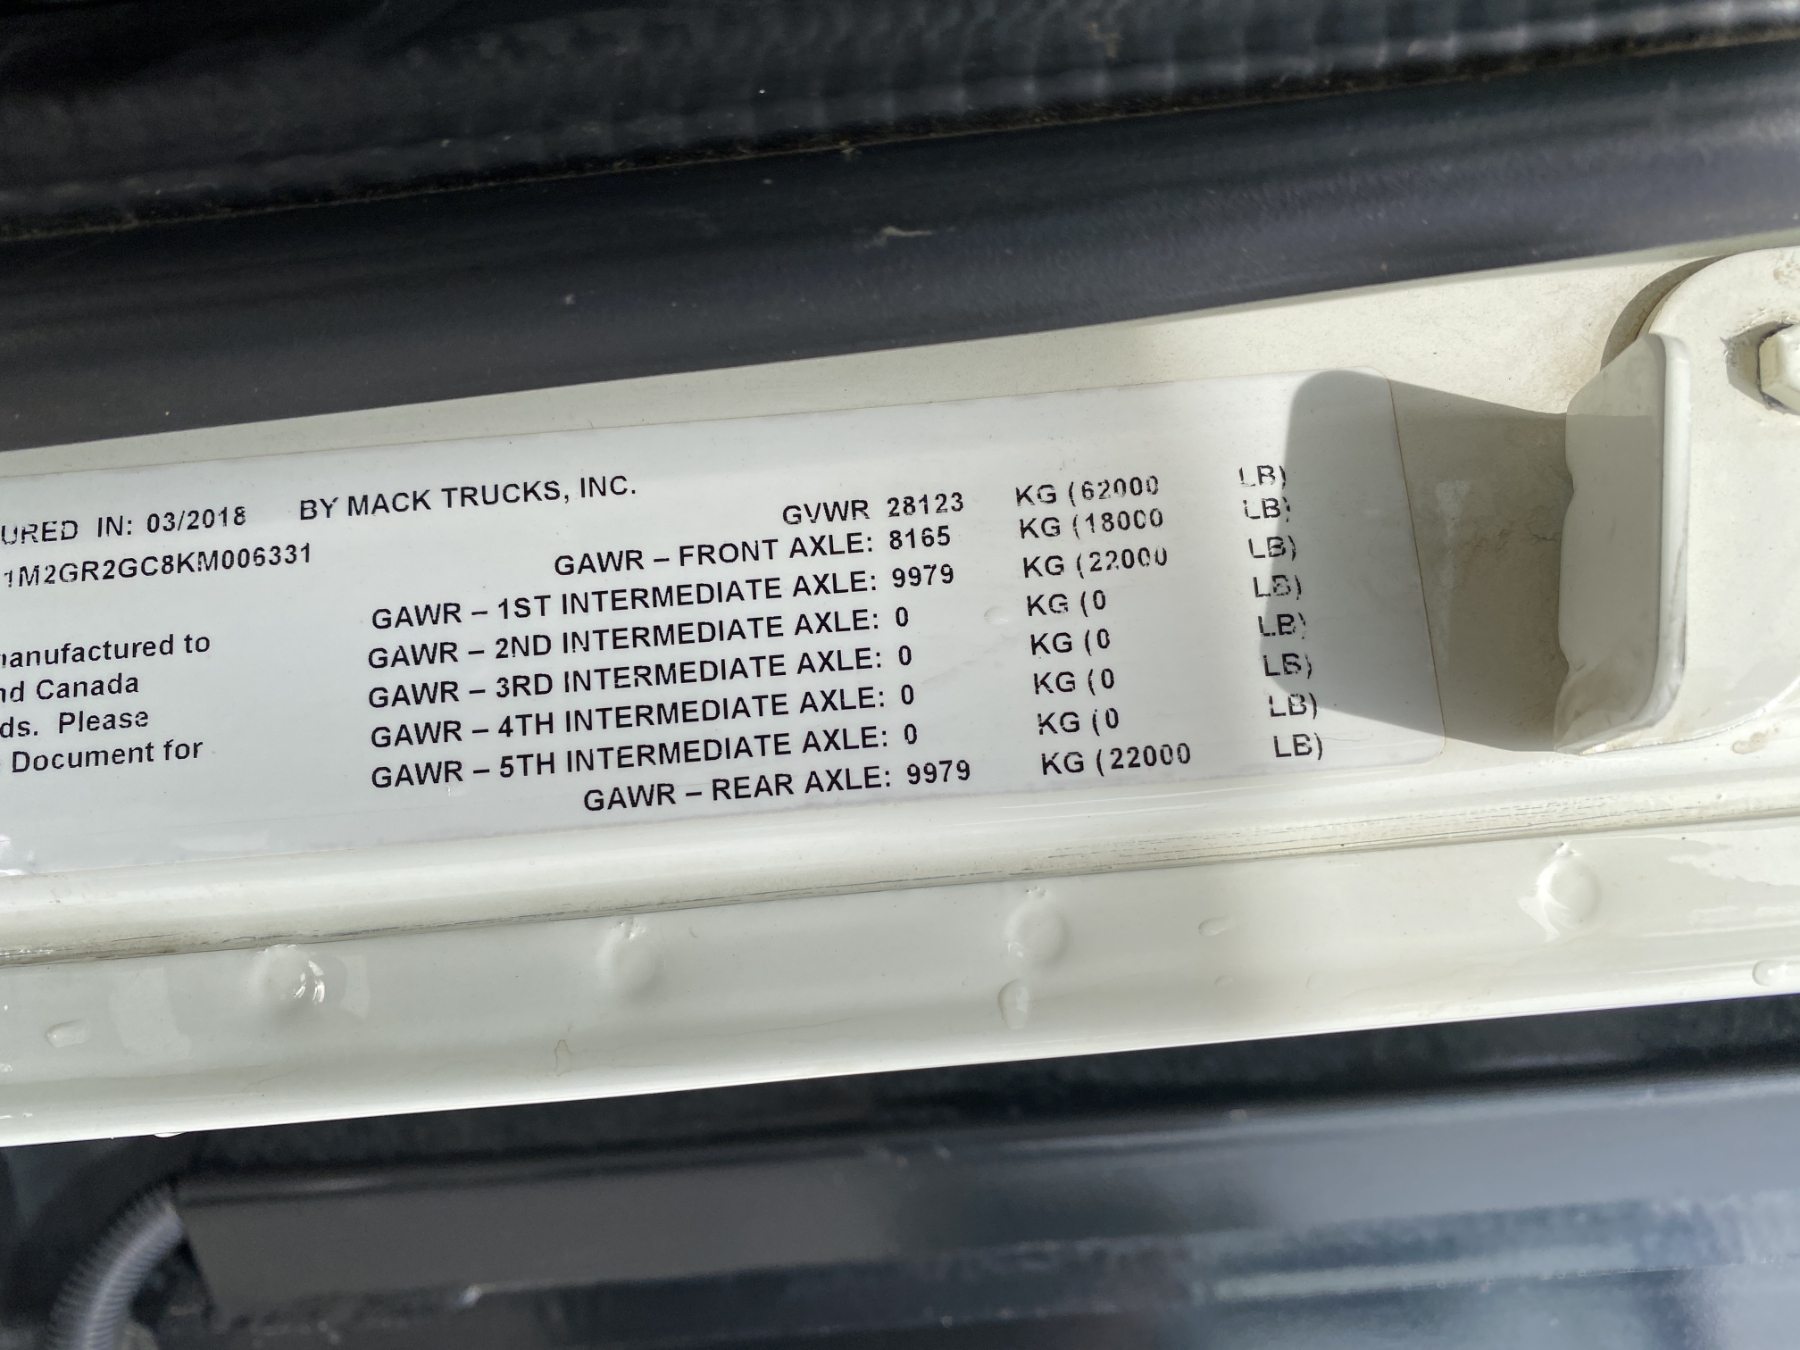 URED IN: 03/2018 BY MACK TRUCKS, INC.
1M2GR2GC8KM006331
GVWR 28123 KG (62000 LB)
GAWR – FRONT AXLE: 8165 KG (18000 LB)
GAWR – 1ST INTERMEDIATE AXLE: 9979 KG (22000 LB)
GAWR – 2ND INTERMEDIATE AXLE: 0 KG (0 LB)
GAWR – 3RD INTERMEDIATE AXLE: 0 KG (0 LB)
GAWR – 4TH INTERMEDIATE AXLE: 0 KG (0 LB)
GAWR – 5TH INTERMEDIATE AXLE: 0 KG (0 LB)
GAWR – REAR AXLE: 9979 KG (22000 LB)
anufactured to
nd Canada
ds. Please
Document for